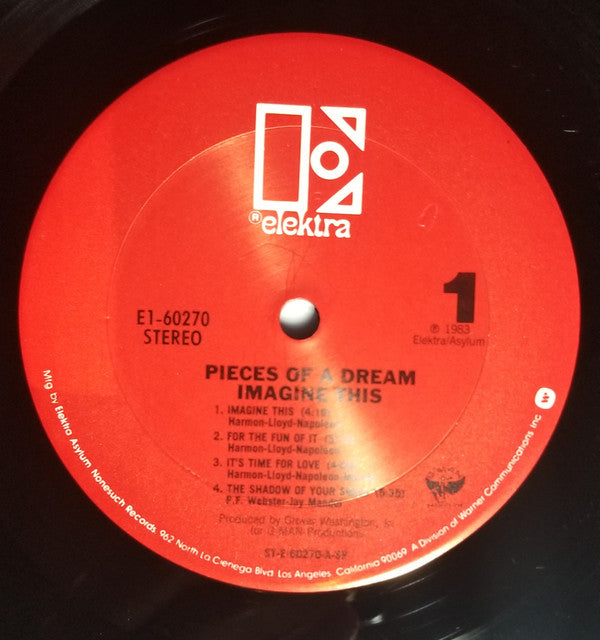 ® elektra
E1-60270
STEREO
1
℗ 1983
Elektra/Asylum
PIECES OF A DREAM
IMAGINE THIS
1. IMAGINE THIS
Harmon-Lloyd-Napoleon
2. FOR THE FUN OF IT
Harmon-Lloyd-Napoleon
3. IT'S TIME FOR LOVE
Harmon-Lloyd-Napoleon
4. THE SHADOW OF YOUR
P.F. Webster-Jay
Produced by Grover Washington, Jr.
for G-MAN Productions
ST-E-60270-A-SP
Mfg by Elektra Asylum Nonesuch Records. 962 North La Cienega Blvd Los Angeles. California 90069 A Division of Warner Communications Inc